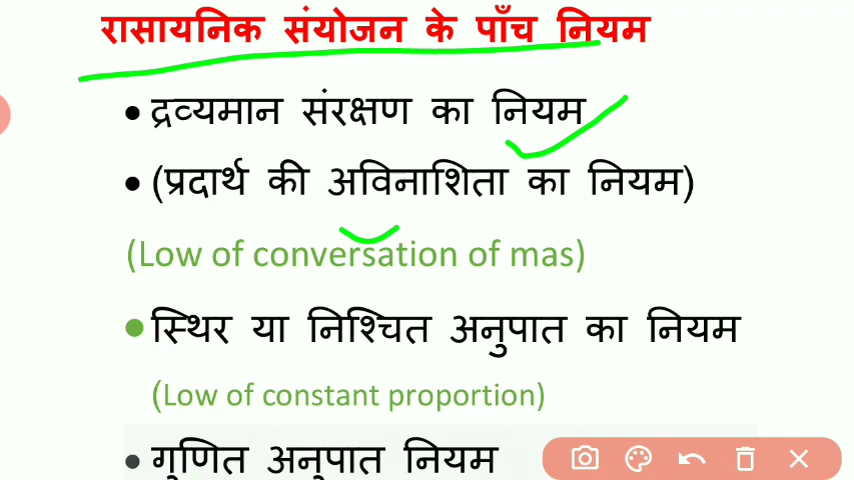 रासायनिक संयोजन के पाँच नियम
• द्रव्यमान संरक्षण का नियम
• (प्रदार्थ की अविनाशिता का नियम)
(Low of conversation of mas)
• स्थिर या निश्चित अनुपात का नियम
(Low of constant proportion)
• गुणित अनुपात नियम